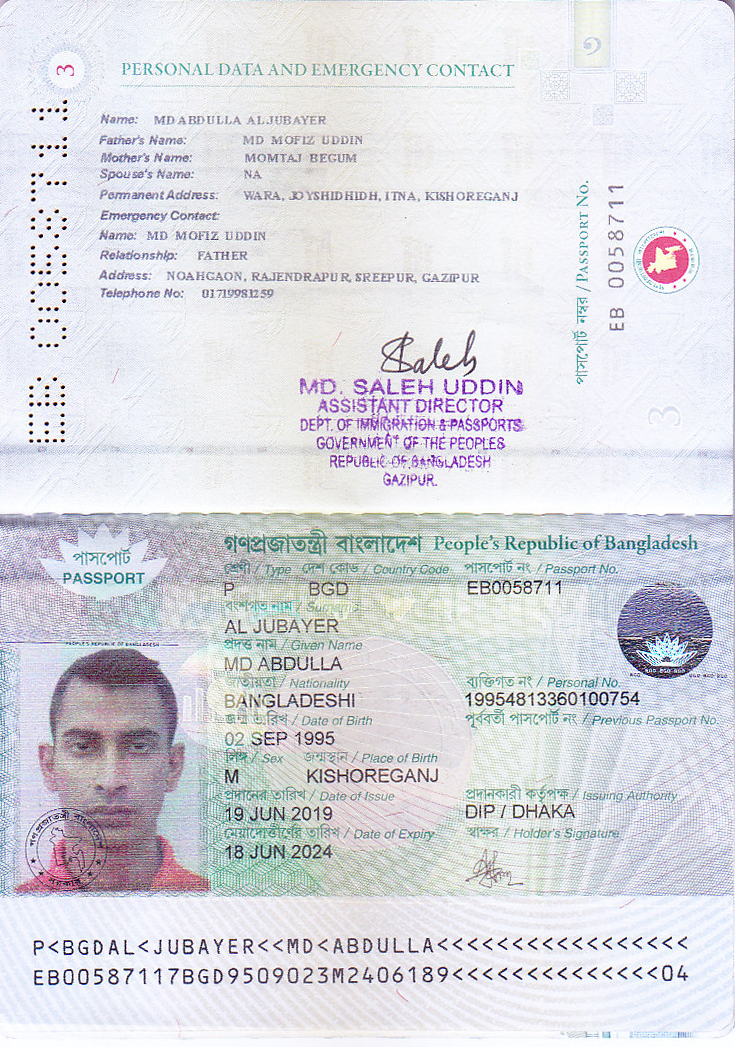 3
PERSONAL DATA AND EMERGENCY CONTACT
Name: MD ABDULLA AL JUBAYER
Father's Name: MD MOFIZ UDDIN
Mother's Name: MOMTAJ BEGUM
Spouse's Name: NA
Permanent Address: WARA, JOYSHIDHIDH, ITNA, KISHOREGANJ
Emergency Contact:
Name: MD MOFIZ UDDIN
Relationship: FATHER
Address: NOAHGAON, RAJENDRAPUR, SREEPUR, GAZIPUR
Telephone No: 01719981259
EB 0058711
পাসপোর্ট নম্বর / PASSPORT No.
EB 0058711
3
Saleh
MD. SALEH UDDIN
ASSISTANT DIRECTOR
DEPT. OF IMMIGRATION & PASSPORTS
GOVERNMENT OF THE PEOPLES
REPUBLIC OF BANGLADESH
GAZIPUR.
পাসপোর্ট
PASSPORT
গণপ্রজাতন্ত্রী বাংলাদেশ People's Republic of Bangladesh
শ্রেণী / Type দেশ কোড / Country Code পাসপোর্ট নং / Passport No.
P BGD EB0058711
বংশগত নাম / Surname
AL JUBAYER
প্রদত্ত নাম / Given Name
MD ABDULLA
জাতীয়তা / Nationality ব্যক্তিগত নং / Personal No.
BANGLADESHI 19954813360100754
জন্ম তারিখ / Date of Birth পূর্ববর্তী পাসপোর্ট নং / Previous Passport No.
02 SEP 1995
লিঙ্গ / Sex জন্মস্থান / Place of Birth
M KISHOREGANJ
প্রদানের তারিখ / Date of Issue প্রদানকারী কর্তৃপক্ষ / Issuing Authority
19 JUN 2019 DIP / DHAKA
মেয়াদোত্তীর্ণের তারিখ / Date of Expiry স্বাক্ষর / Holder's Signature
18 JUN 2024
PEOPLE'S REPUBLIC OF BANGLADESH
P<BGDAL<JUBAYER<<MD<ABDULLA<<<<<<<<<<<<<<<<<
EB00587117BGD9509023M2406189<<<<<<<<<<<<<<04